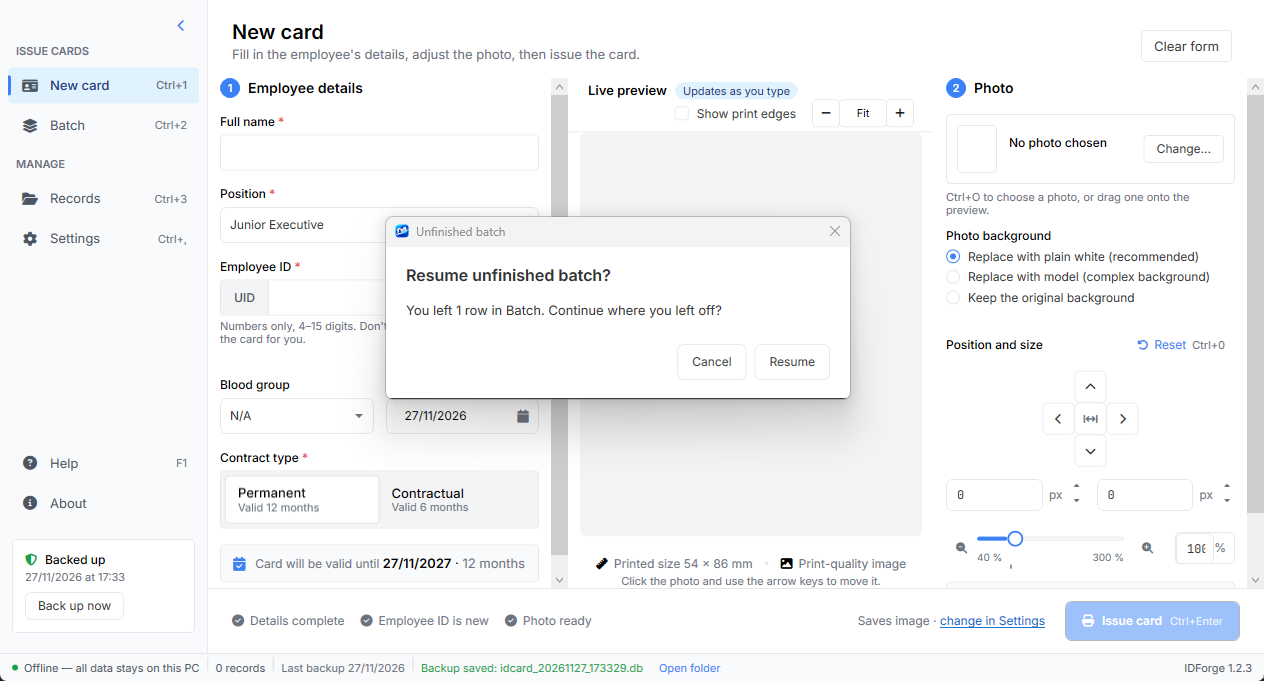 ISSUE CARDS
New card Ctrl+1
Batch Ctrl+2
MANAGE
Records Ctrl+3
Settings Ctrl+,
Help F1
About
Backed up
27/11/2026 at 17:33
Back up now
New card
Fill in the employee's details, adjust the photo, then issue the card.
Clear form
1 Employee details
Full name *
Position *
Junior Executive
Employee ID *
UID
Numbers only, 4–15 digits. Don't
the card for you.
Blood group
N/A
27/11/2026
Contract type *
Permanent
Valid 12 months
Contractual
Valid 6 months
Card will be valid until 27/11/2027 · 12 months
Live preview Updates as you type
Show print edges
− Fit +
Unfinished batch
Resume unfinished batch?
You left 1 row in Batch. Continue where you left off?
Cancel Resume
Printed size 54 × 86 mm • Print-quality image
Click the photo and use the arrow keys to move it.
2 Photo
No photo chosen
Change...
Ctrl+O to choose a photo, or drag one onto the
preview.
Photo background
Replace with plain white (recommended)
Replace with model (complex background)
Keep the original background
Position and size Reset Ctrl+0
0 px 0 px
40 % 300 %
%
Details complete Employee ID is new Photo ready
Saves image · change in Settings
Issue card Ctrl+Enter
Offline — all data stays on this PC 0 records Last backup 27/11/2026 Backup saved: idcard_20261127_173329.db Open folder IDForge 1.2.3